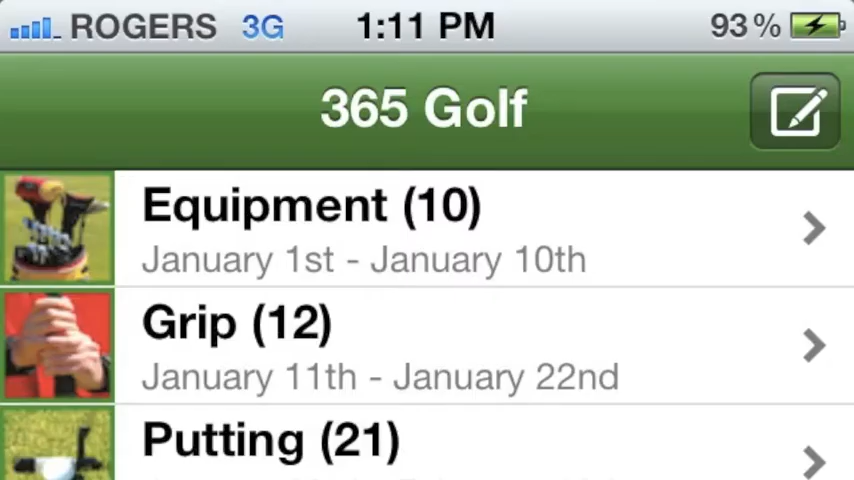 ROGERS 3G 1:11 PM 93%
365 Golf
Equipment (10)
January 1st - January 10th
Grip (12)
January 11th - January 22nd
Putting (21)